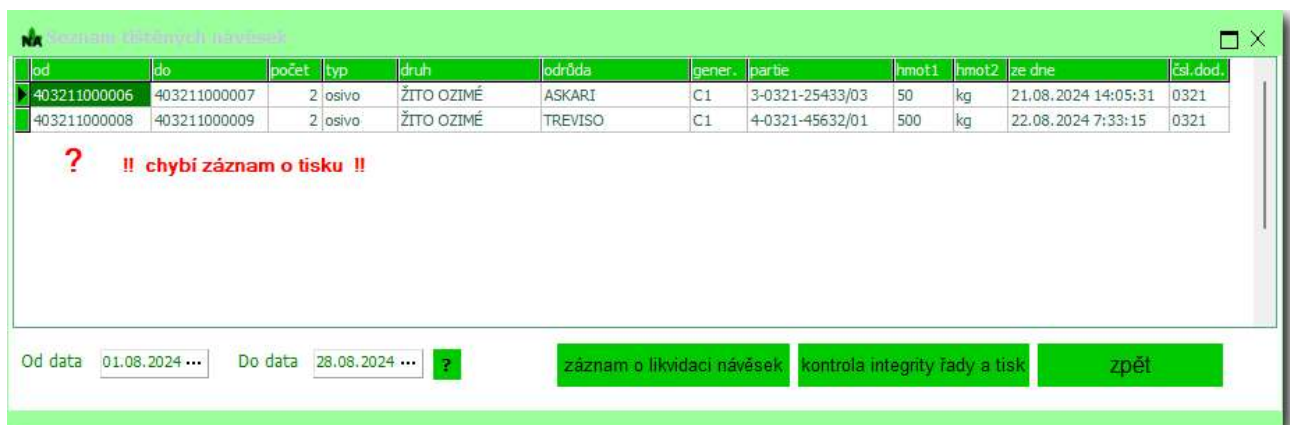 NA Seznam tištěných návěsek
od do počet typ druh odrůda gener. partie hmot1 hmot2 ze dne čsl.dod.
403211000006 403211000007 2 osivo ŽITO OZIMÉ ASKARI C1 3-0321-25433/03 50 kg 21.08.2024 14:05:31 0321
403211000008 403211000009 2 osivo ŽITO OZIMÉ TREVISO C1 4-0321-45632/01 500 kg 22.08.2024 7:33:15 0321
? !! chybí záznam o tisku !!
Od data 01.08.2024 ... Do data 28.08.2024 ... ? záznam o likvidaci návěsek kontrola integrity řady a tisk zpět